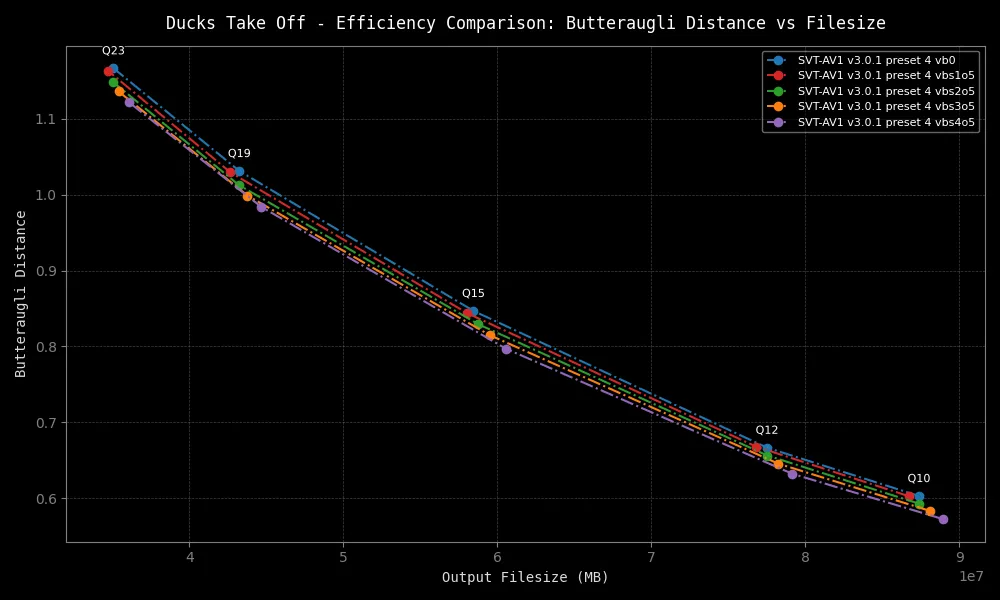 Ducks Take Off - Efficiency Comparison: Butteraugli Distance vs Filesize
Q23
SVT-AV1 v3.0.1 preset 4 vb0
SVT-AV1 v3.0.1 preset 4 vbs1o5
SVT-AV1 v3.0.1 preset 4 vbs2o5
SVT-AV1 v3.0.1 preset 4 vbs3o5
SVT-AV1 v3.0.1 preset 4 vbs4o5
1.1
Q19
1.0
0.9
Q15
0.8
0.7
Q12
Q10
0.6
Butteraugli Distance
4
5
6
7
8
9
1e7
Output Filesize (MB)